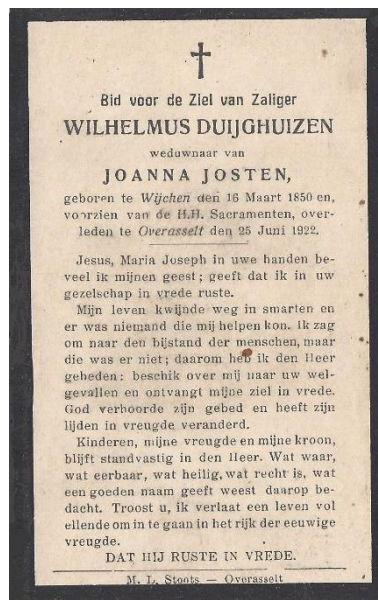 Bid voor de Ziel van Zaliger
WILHELMUS DUIJGHUIZEN
weduwnaar van
JOANNA JOSTEN,
geboren te Wijchen den 16 Maart 1850 en,
voorzien van de H.H. Sacramenten, over-
leden te Overasselt den 25 Juni 1922.
Jesus, Maria Joseph in uwe handen be-
veel ik mijnen geest; geeft dat ik in uw
gezelschap in vrede ruste.
Mijn leven kwijnde weg in smarten en
er was niemand die mij helpen kon. Ik zag
om naar den bijstand der menschen, maar
die was er niet; daarom heb ik den Heer
gebeden: beschik over mij naar uw wel-
gevallen en ontvangt mijne ziel in vrede.
God verhoorde zijn gebed en heeft zijn
lijden in vreugde veranderd.
Kinderen, mijne vreugde en mijne kroon,
blijft standvastig in den Heer. Wat waar,
wat eerbaar, wat heilig, wat recht is, wat
een goeden naam geeft weest daarop be-
dacht. Troost u, ik verlaat een leven vol
ellende om in te gaan in het rijk der eeuwige
vreugde.
DAT HIJ RUSTE IN VREDE.
M. L. Stoots — Overasselt